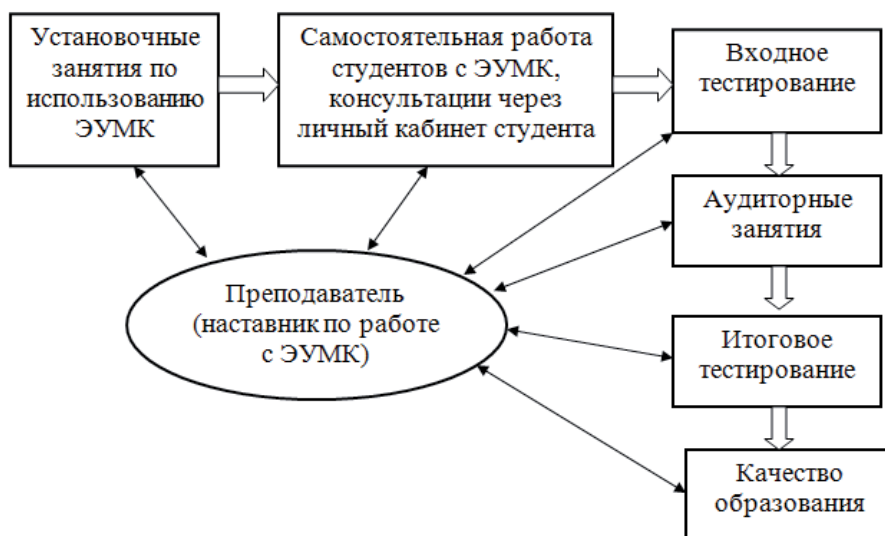 Установочные
занятия по
использованию
ЭУМК
Самостоятельная работа
студентов с ЭУМК,
консультации через
личный кабинет студента
Входное
тестирование
Аудиторные
занятия
Преподаватель
(наставник по работе
с ЭУМК)
Итоговое
тестирование
Качество
образования